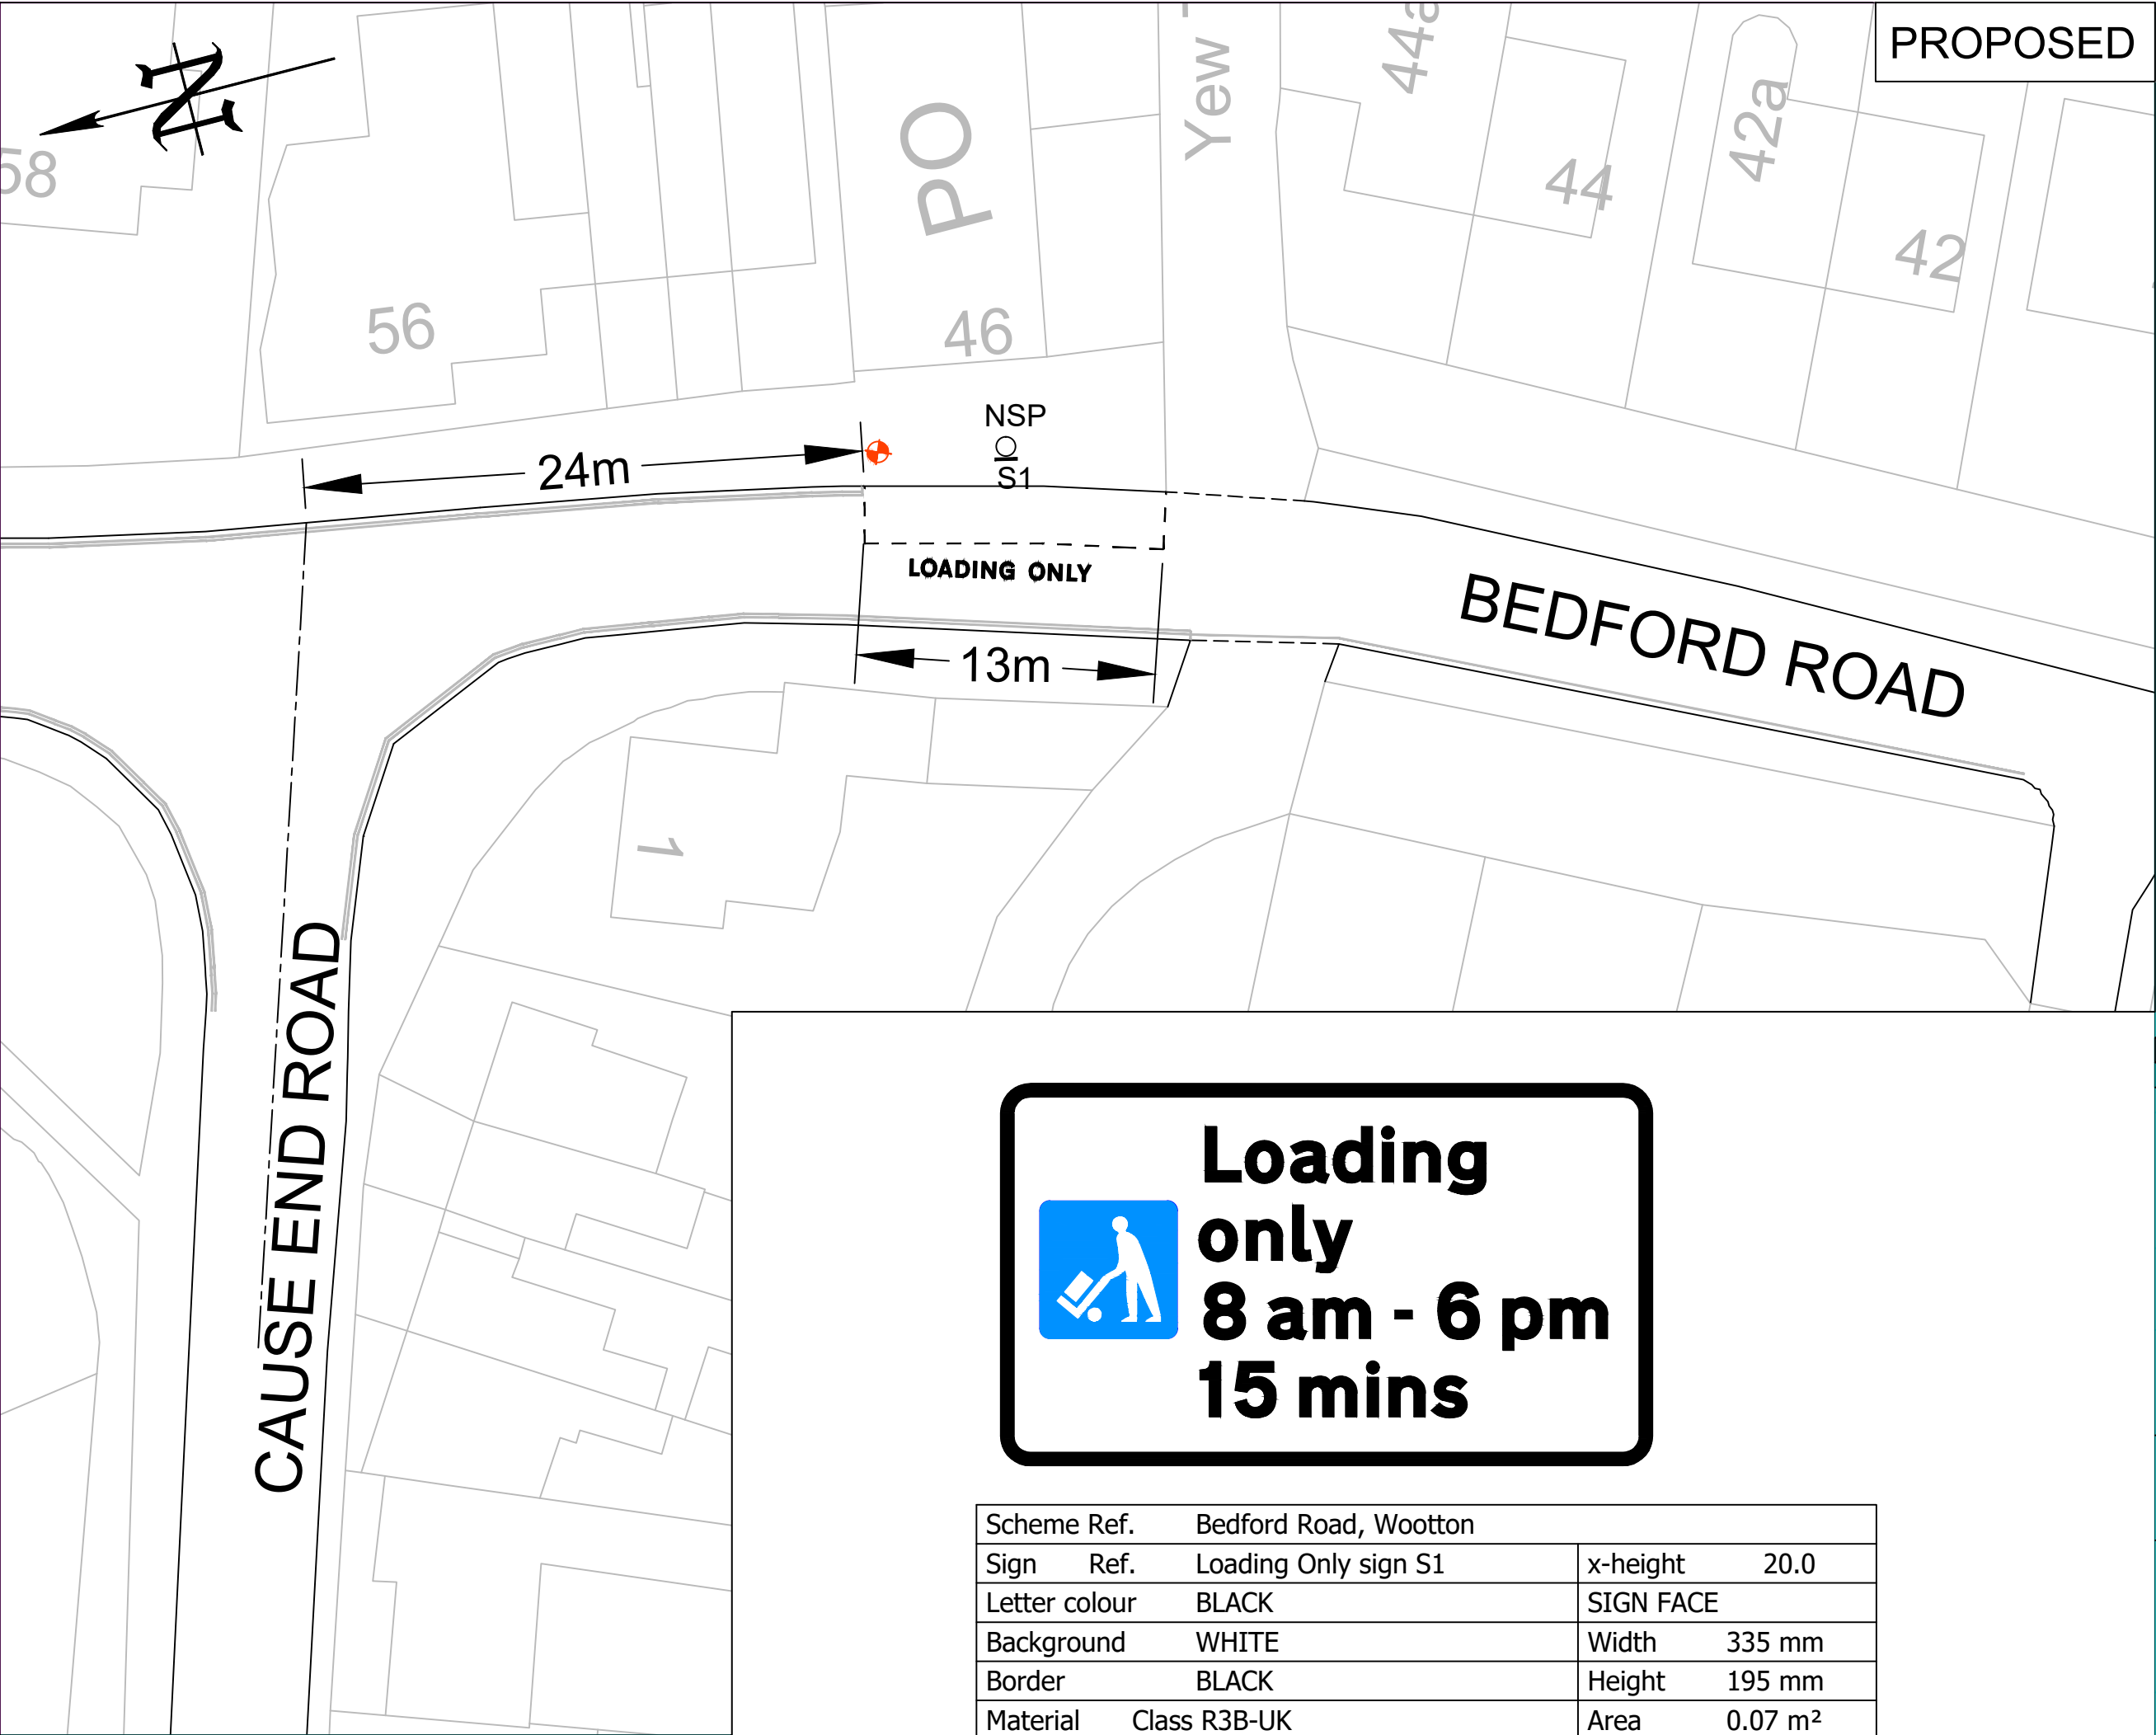 PROPOSED
N
58
56
PO
46
Yew
44a
44
42a
42
NSP
S1
24m
LOADING ONLY
13m
BEDFORD ROAD
1
CAUSE END ROAD
Loading
only
8 am - 6 pm
15 mins
Scheme Ref. Bedford Road, Wootton
Sign Ref. Loading Only sign S1 x-height 20.0
Letter colour BLACK SIGN FACE
Background WHITE Width 335 mm
Border BLACK Height 195 mm
Material Class R3B-UK Area 0.07 m²